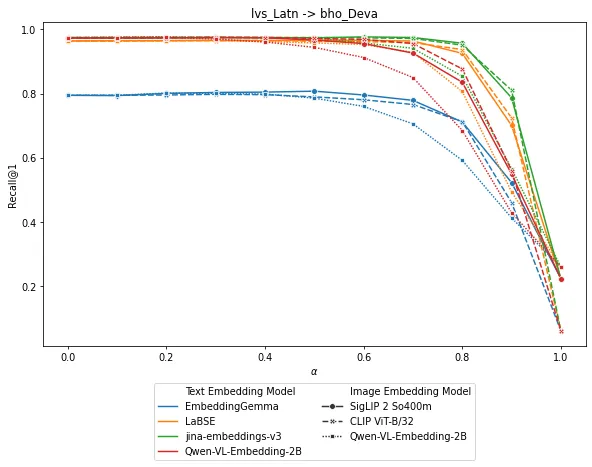 lvs_Latn -> bho_Deva
1.0
0.8
0.6
0.4
0.2
Recall@1
0.0 0.2 0.4 0.6 0.8 1.0
α
Text Embedding Model Image Embedding Model
EmbeddingGemma SigLIP 2 So400m
LaBSE CLIP ViT-B/32
jina-embeddings-v3 Qwen-VL-Embedding-2B
Qwen-VL-Embedding-2B